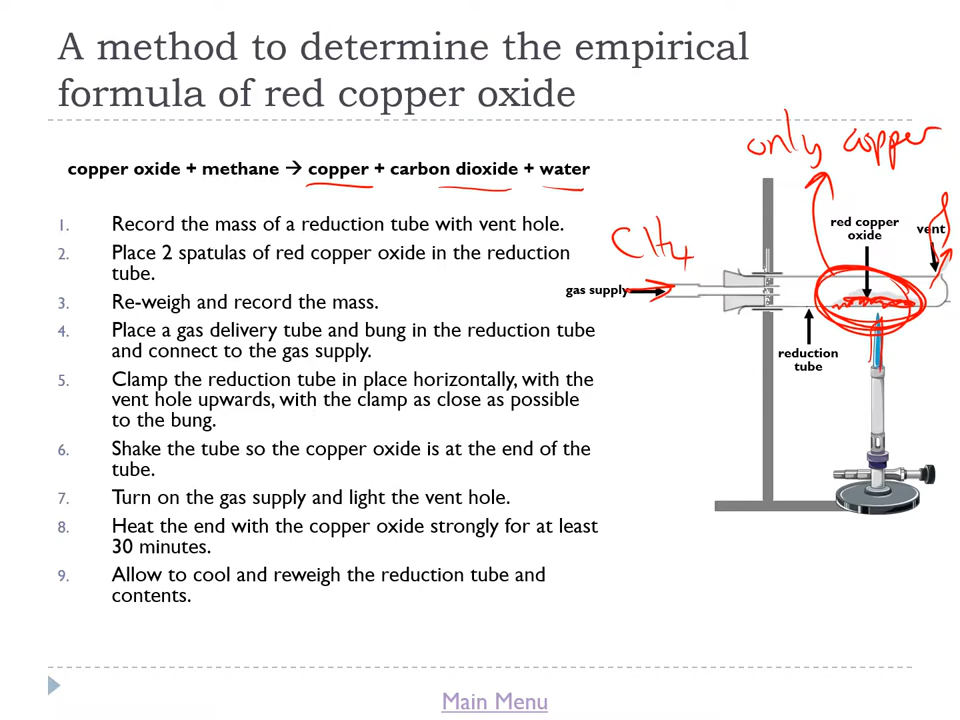 A method to determine the empirical
formula of red copper oxide
only copper
copper oxide + methane → copper + carbon dioxide + water
1. Record the mass of a reduction tube with vent hole.
2. Place 2 spatulas of red copper oxide in the reduction
tube.
3. Re-weigh and record the mass.
4. Place a gas delivery tube and bung in the reduction tube
and connect to the gas supply.
5. Clamp the reduction tube in place horizontally, with the
vent hole upwards, with the clamp as close as possible
to the bung.
6. Shake the tube so the copper oxide is at the end of the
tube.
7. Turn on the gas supply and light the vent hole.
8. Heat the end with the copper oxide strongly for at least
30 minutes.
9. Allow to cool and reweigh the reduction tube and
contents.
CH4
gas supply
red copper
oxide
vent
reduction
tube
Main Menu